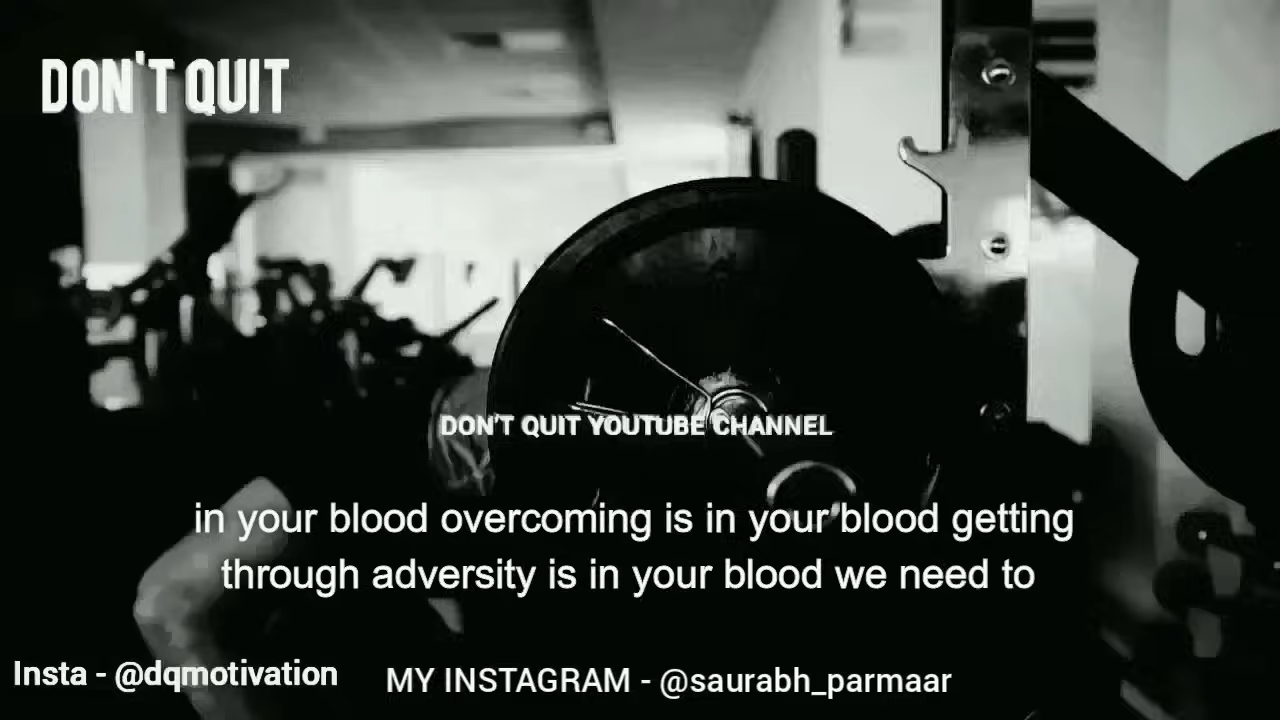 DON'T QUIT
DON'T QUIT YOUTUBE CHANNEL
in your blood overcoming is in your blood getting
through adversity is in your blood we need to
Insta - @dqmotivation
MY INSTAGRAM - @saurabh_parmaar